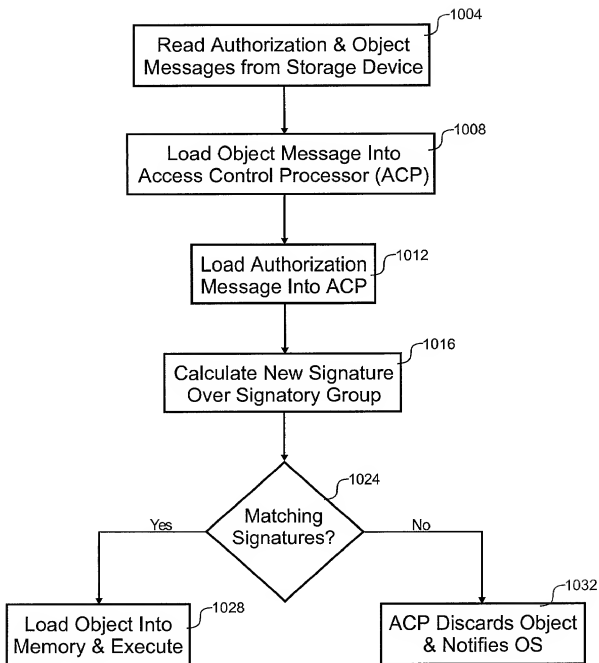 1004
Read Authorization & Object
Messages from Storage Device
1008
Load Object Message Into
Access Control Processor (ACP)
1012
Load Authorization
Message Into ACP
1016
Calculate New Signature
Over Signatory Group
1024
Matching
Signatures?
Yes
No
1028
Load Object Into
Memory & Execute
1032
ACP Discards Object
& Notifies OS